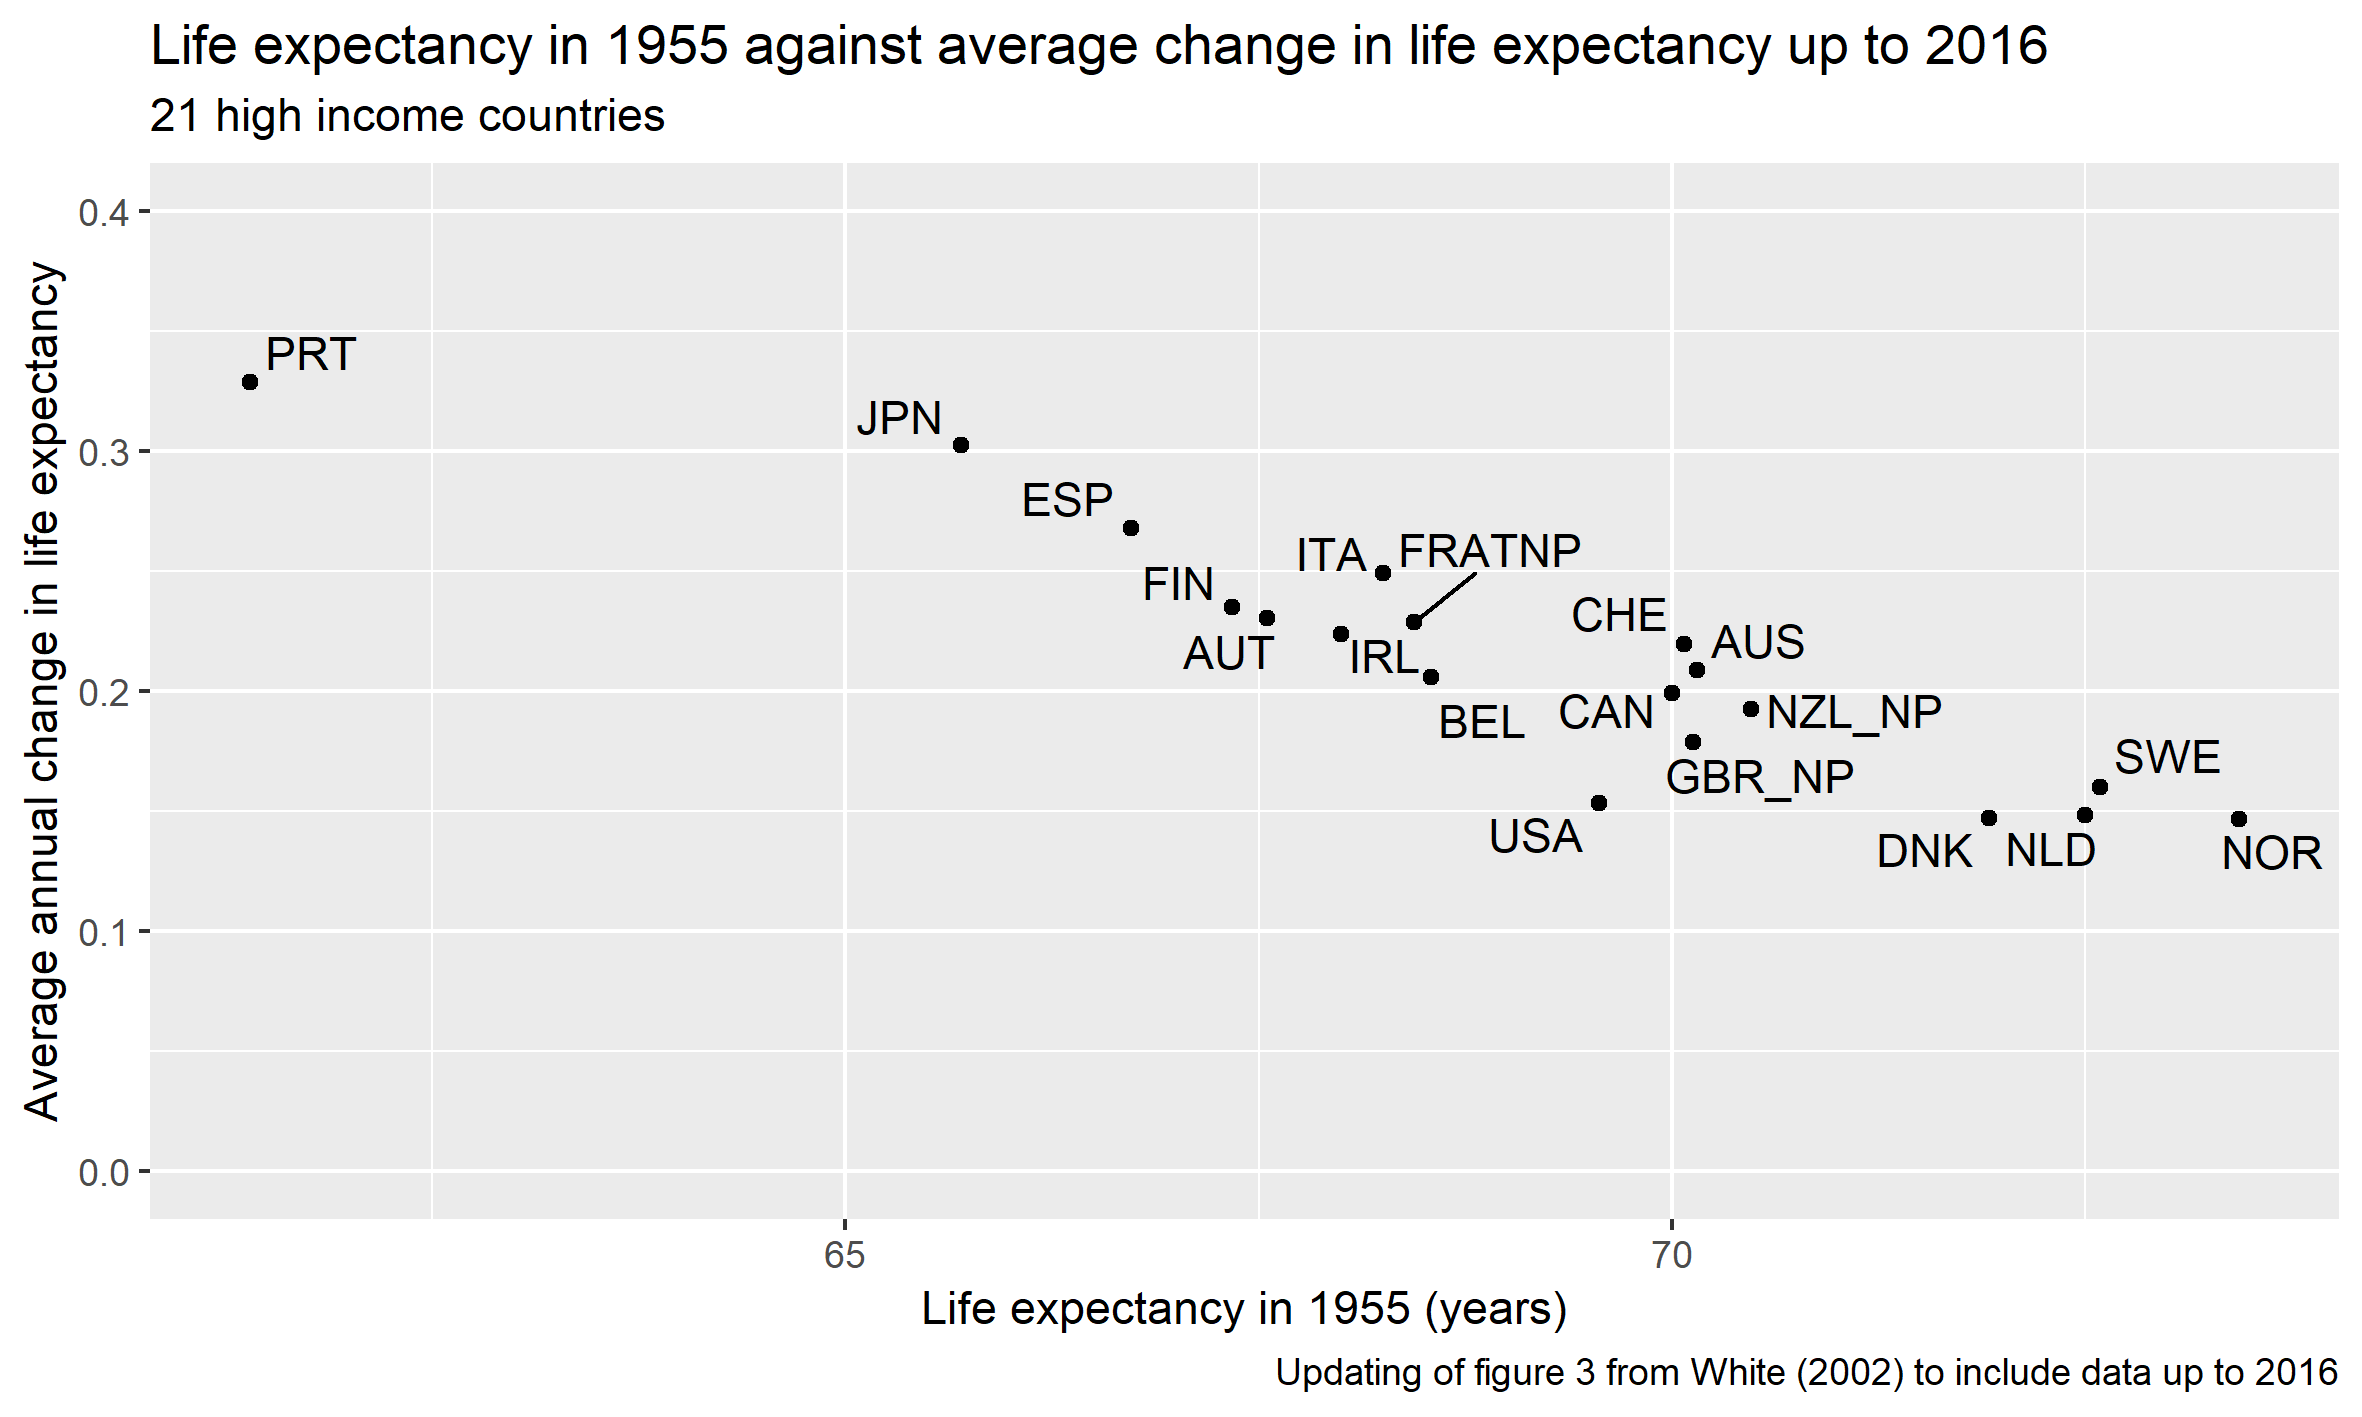 Life expectancy in 1955 against average change in life expectancy up to 2016
21 high income countries
Average annual change in life expectancy
0.4
0.3
0.2
0.1
0.0
PRT
JPN
ESP
ITA
FRATNP
FIN
CHE
AUS
AUT
IRL
CAN
NZL_NP
BEL
SWE
GBR_NP
USA
DNK
NLD
NOR
65
70
Life expectancy in 1955 (years)
Updating of figure 3 from White (2002) to include data up to 2016